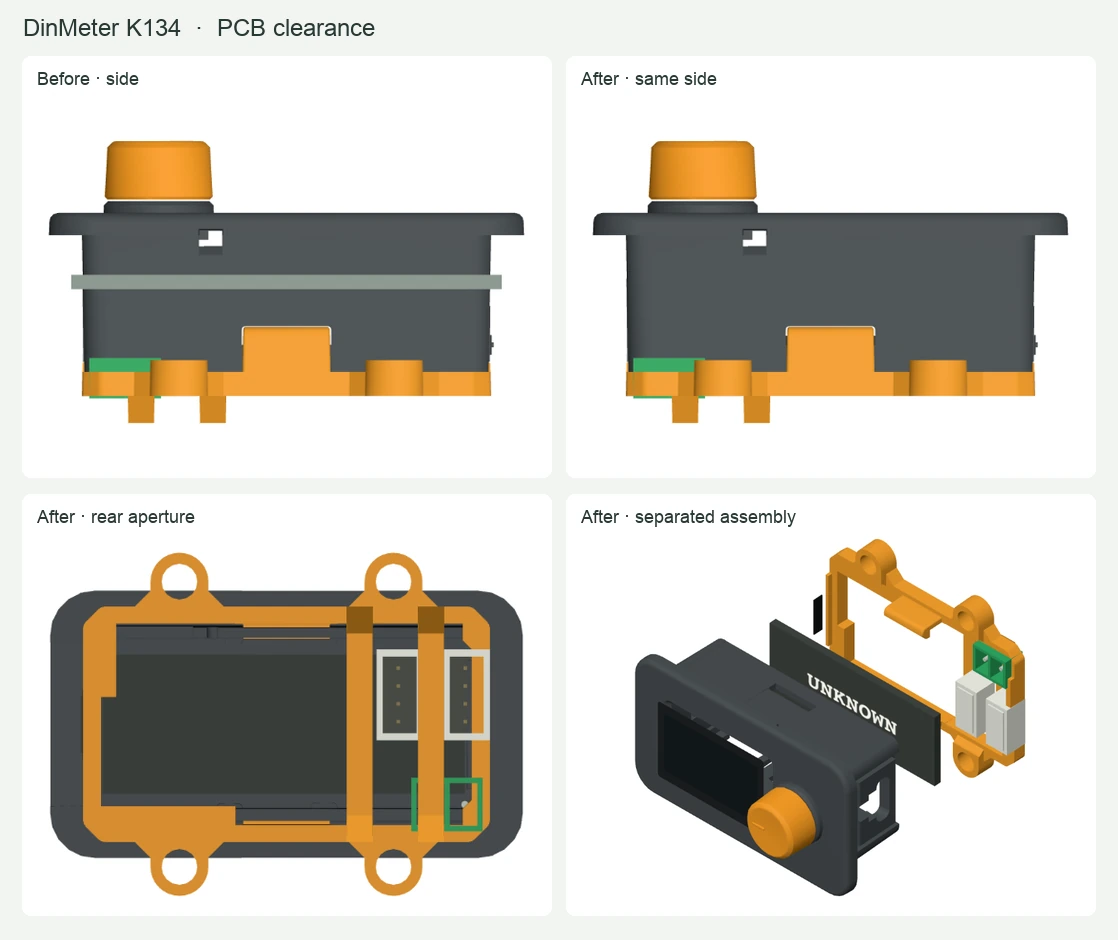 DinMeter K134 · PCB clearance
Before · side
After · same side
After · rear aperture
After · separated assembly
UNKNOWN